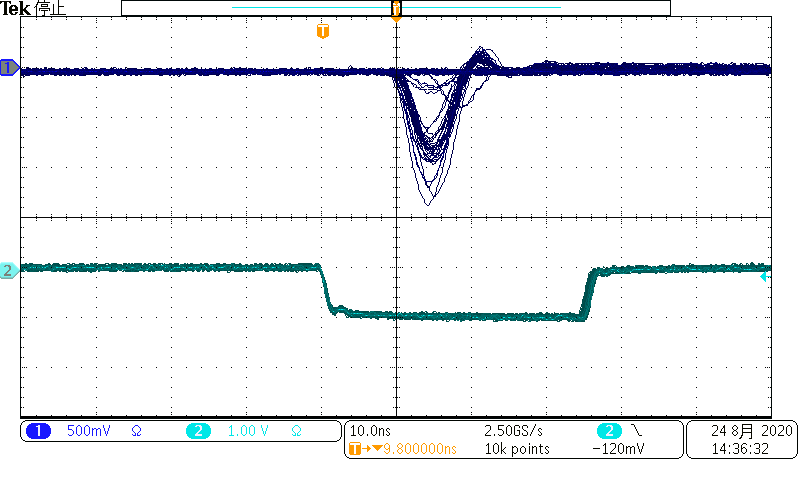 Tek 停止
T
1
2
1 500mV Ω 2 1.00 V Ω
10.0ns 2.50GS/s 2 \
T→▼9.800000ns 10k points −120mV
24 8月 2020
14:36:32